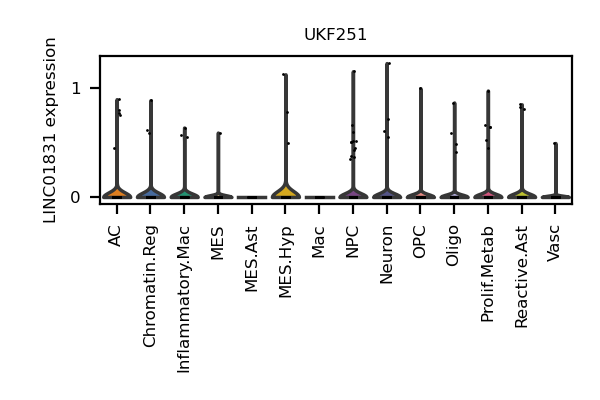 UKF251
LINC01831 expression
1
0
AC
Chromatin.Reg
Inflammatory.Mac
MES
MES.Ast
MES.Hyp
Mac
NPC
Neuron
OPC
Oligo
Prolif.Metab
Reactive.Ast
Vasc